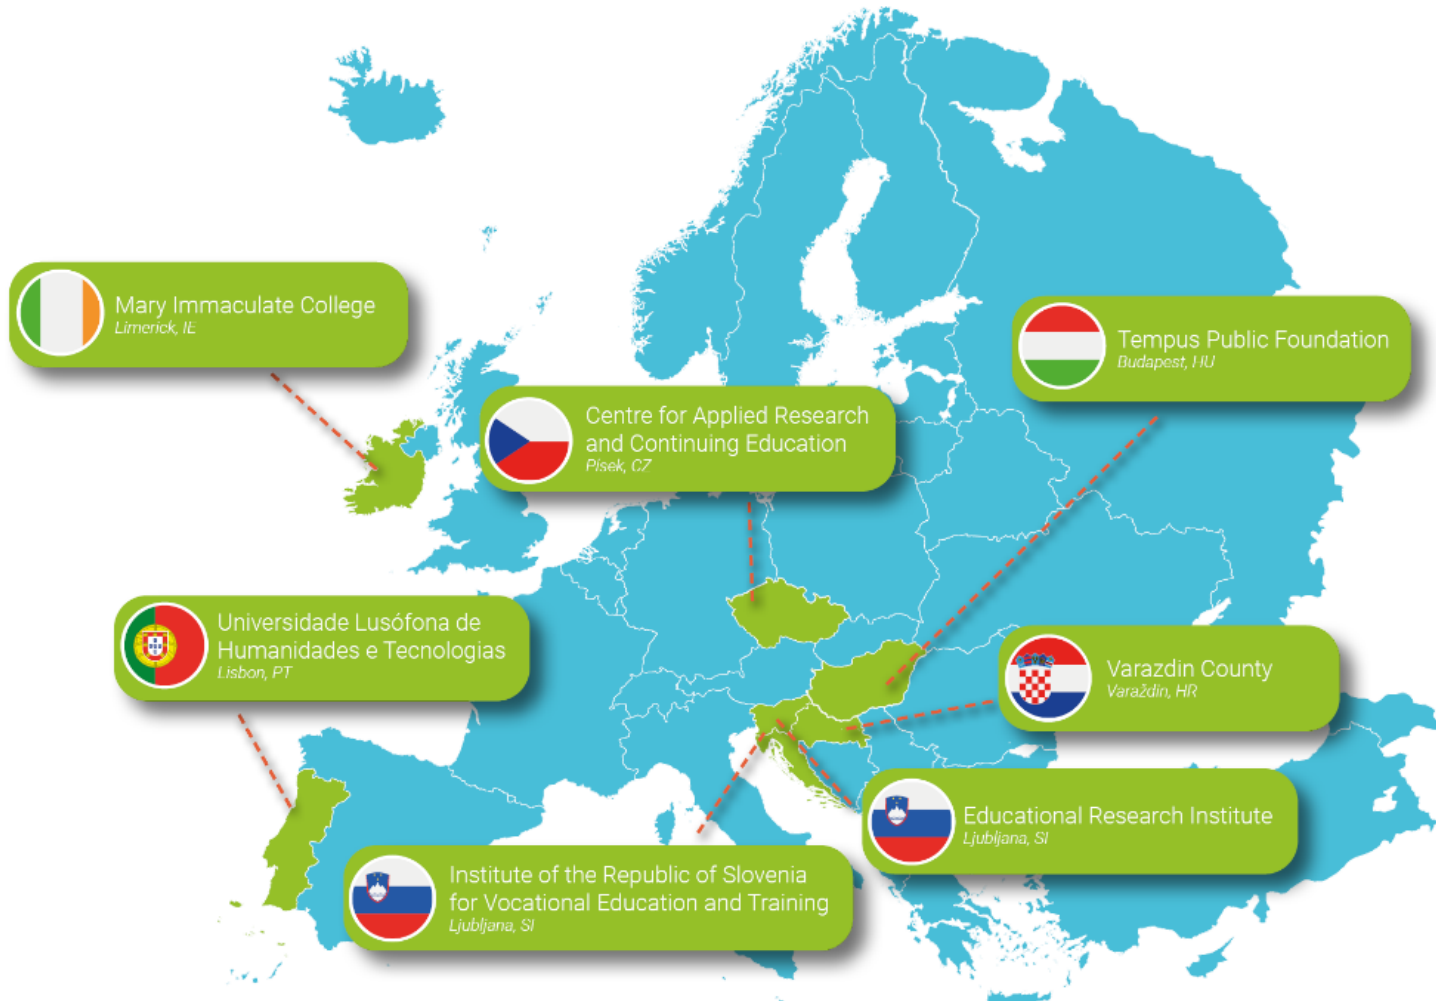 Mary Immaculate College
Limerick, IE
Tempus Public Foundation
Budapest, HU
Centre for Applied Research
and Continuing Education
Písek, CZ
Universidade Lusófona de
Humanidades e Tecnologias
Lisbon, PT
Varazdin County
Varaždin, HR
Educational Research Institute
Ljubljana, SI
Institute of the Republic of Slovenia
for Vocational Education and Training
Ljubljana, SI